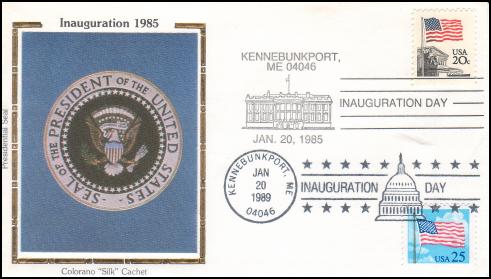 Inauguration 1985
Presidential Seal
SEAL OF THE PRESIDENT OF THE UNITED STATES
Colorano "Silk" Cachet
KENNEBUNKPORT,
ME 04046
INAUGURATION DAY
JAN. 20, 1985
USA
20c
KENNEBUNKPORT, ME
JAN
20
1989
04046
INAUGURATION DAY
USA 25